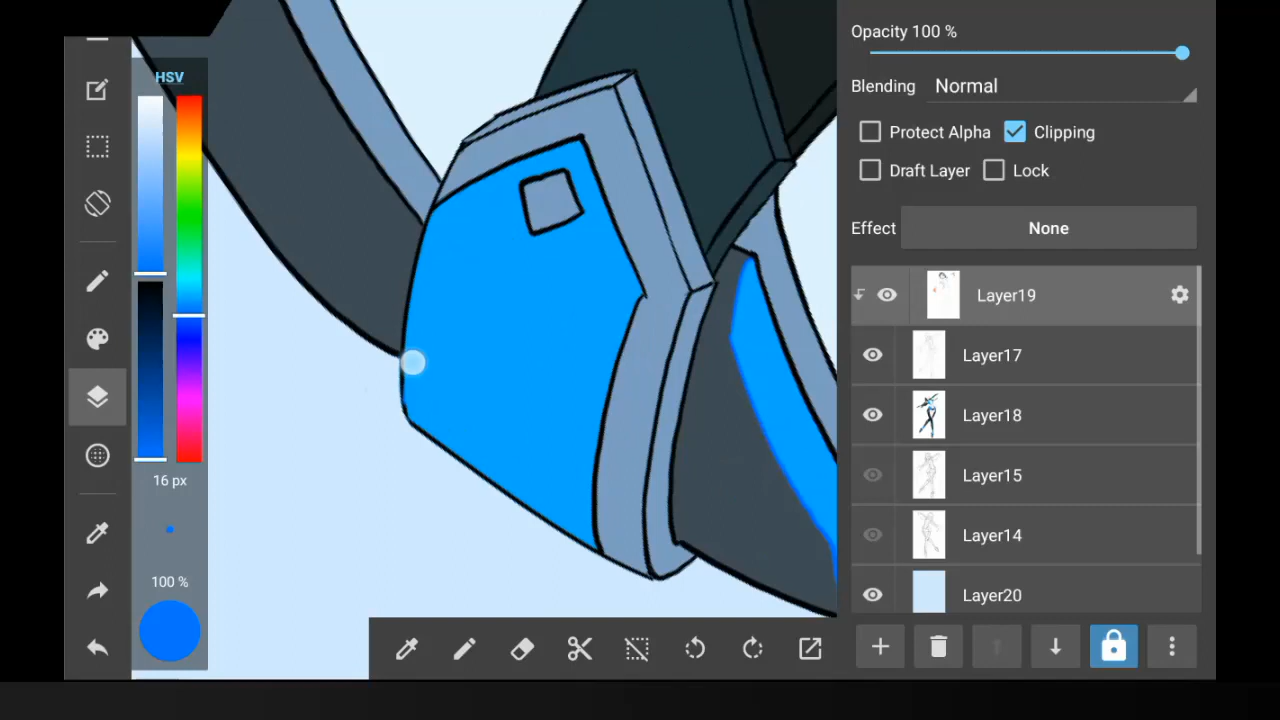 HSV
16 px
100 %
Opacity 100 %
Blending Normal
Protect Alpha Clipping
Draft Layer Lock
Effect None
Layer19
Layer17
Layer18
Layer15
Layer14
Layer20